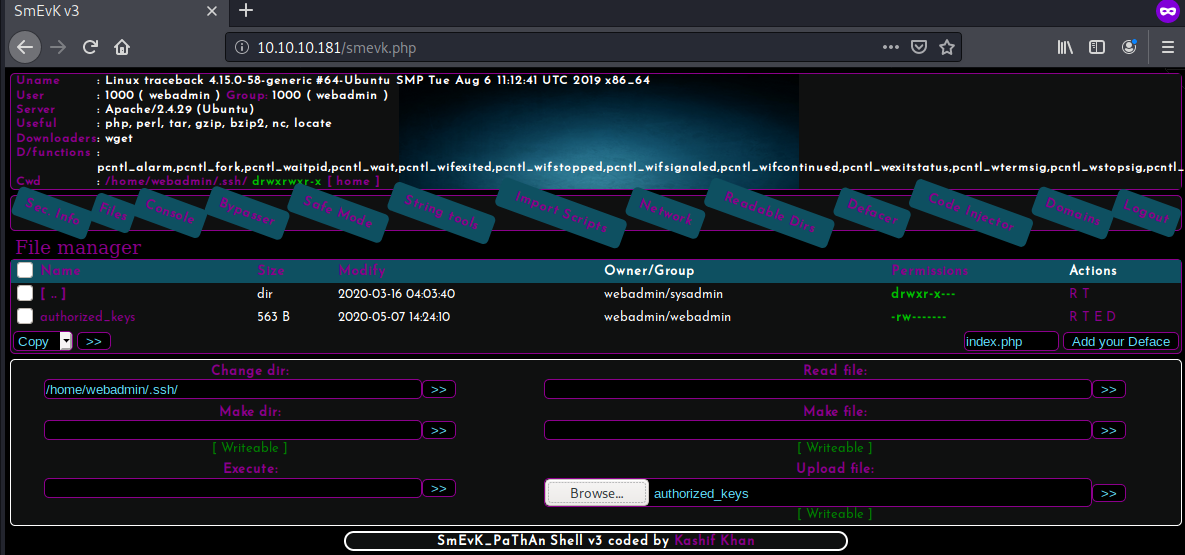 SmEvK v3
10.10.10.181/smevk.php
Uname : Linux traceback 4.15.0-58-generic #64-Ubuntu SMP Tue Aug 6 11:12:41 UTC 2019 x86_64
User : 1000 ( webadmin ) Group: 1000 ( webadmin )
Server : Apache/2.4.29 (Ubuntu)
Useful : php, perl, tar, gzip, bzip2, nc, locate
Downloaders: wget
D/functions :
pcntl_alarm,pcntl_fork,pcntl_waitpid,pcntl_wait,pcntl_wifexited,pcntl_wifstopped,pcntl_wifsignaled,pcntl_wifcontinued,pcntl_wexitstatus,pcntl_wtermsig,pcntl_wstopsig,pcntl_
Cwd : /home/webadmin/.ssh/ drwxrwxr-x [ home ]
Sec. Info Files Console Bypasser Safe Mode String tools Import Scripts Network Readable Dirs Defacer Code Injector Domains Logout
File manager
Name Size Modify Owner/Group Permissions Actions
[ .. ] dir 2020-03-16 04:03:40 webadmin/sysadmin drwxr-x--- R T
authorized_keys 563 B 2020-05-07 14:24:10 webadmin/webadmin -rw------- R T E D
Copy >> index.php Add your Deface
Change dir: Read file:
/home/webadmin/.ssh/ >> >>
Make dir: Make file:
>> >>
[ Writeable ] [ Writeable ]
Execute: Upload file:
>> Browse... authorized_keys >>
[ Writeable ]
SmEvK_PaThAn Shell v3 coded by Kashif Khan